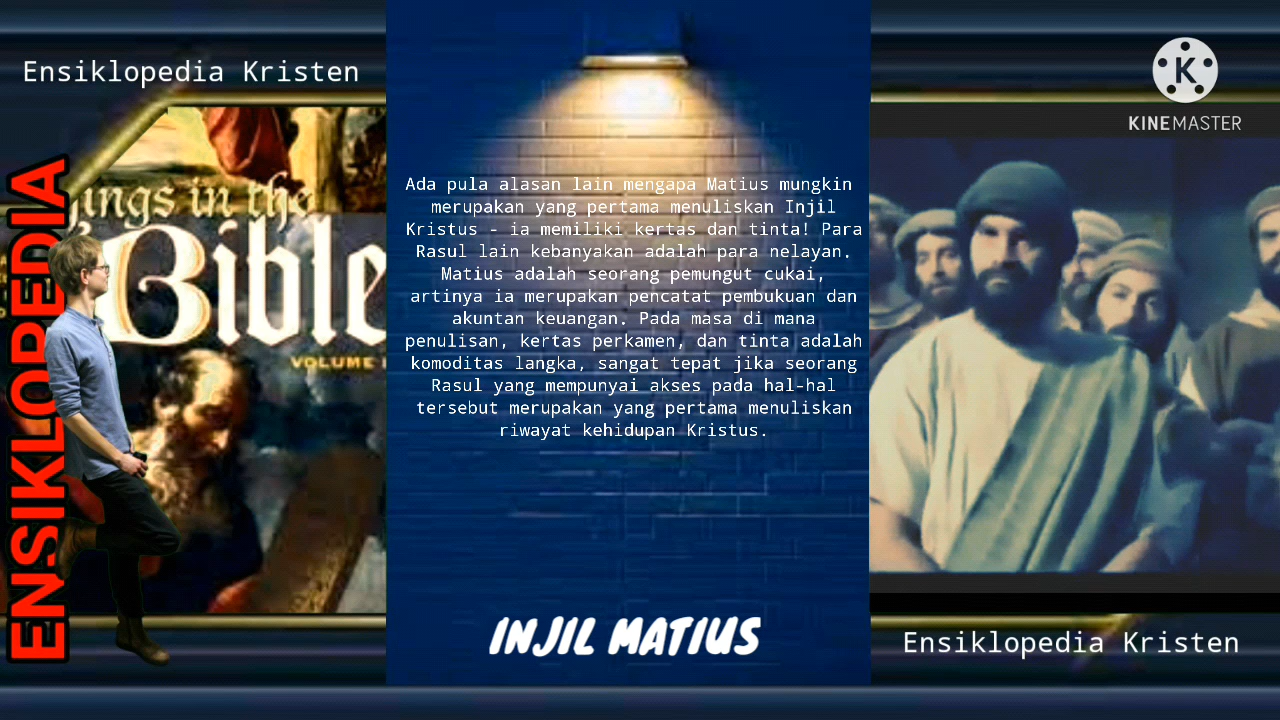 Ensiklopedia Kristen
ENSIKLOPEDIA
ings in the
Bible
VOLUME
Ada pula alasan lain mengapa Matius mungkin
merupakan yang pertama menuliskan Injil
Kristus - ia memiliki kertas dan tinta! Para
Rasul lain kebanyakan adalah para nelayan.
Matius adalah seorang pemungut cukai,
artinya ia merupakan pencatat pembukuan dan
akuntan keuangan. Pada masa di mana
penulisan, kertas perkamen, dan tinta adalah
komoditas langka, sangat tepat jika seorang
Rasul yang mempunyai akses pada hal-hal
tersebut merupakan yang pertama menuliskan
riwayat kehidupan Kristus.
INJIL MATIUS
K
KINEMASTER
Ensiklopedia Kristen